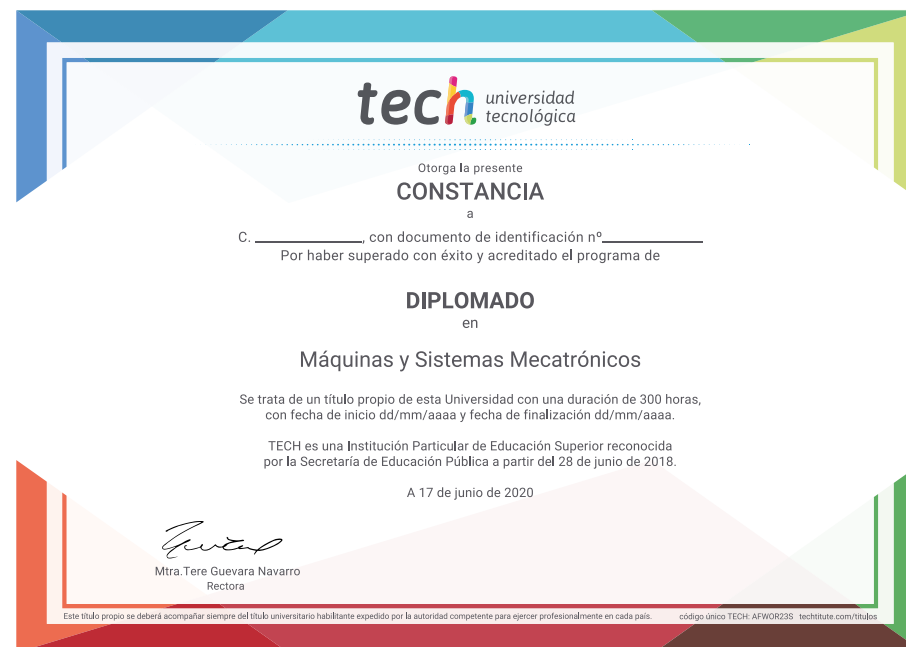 tech universidad
tecnológica
Otorga la presente
CONSTANCIA
a
C. ____________, con documento de identificación nº____________
Por haber superado con éxito y acreditado el programa de
DIPLOMADO
en
Máquinas y Sistemas Mecatrónicos
Se trata de un título propio de esta Universidad con una duración de 300 horas,
con fecha de inicio dd/mm/aaaa y fecha de finalización dd/mm/aaaa.
TECH es una Institución Particular de Educación Superior reconocida
por la Secretaría de Educación Pública a partir del 28 de junio de 2018.
A 17 de junio de 2020
Mtra.Tere Guevara Navarro
Rectora
Este título propio se deberá acompañar siempre del título universitario habilitante expedido por la autoridad competente para ejercer profesionalmente en cada país. código único TECH: AFWOR23S techtitute.com/titulos